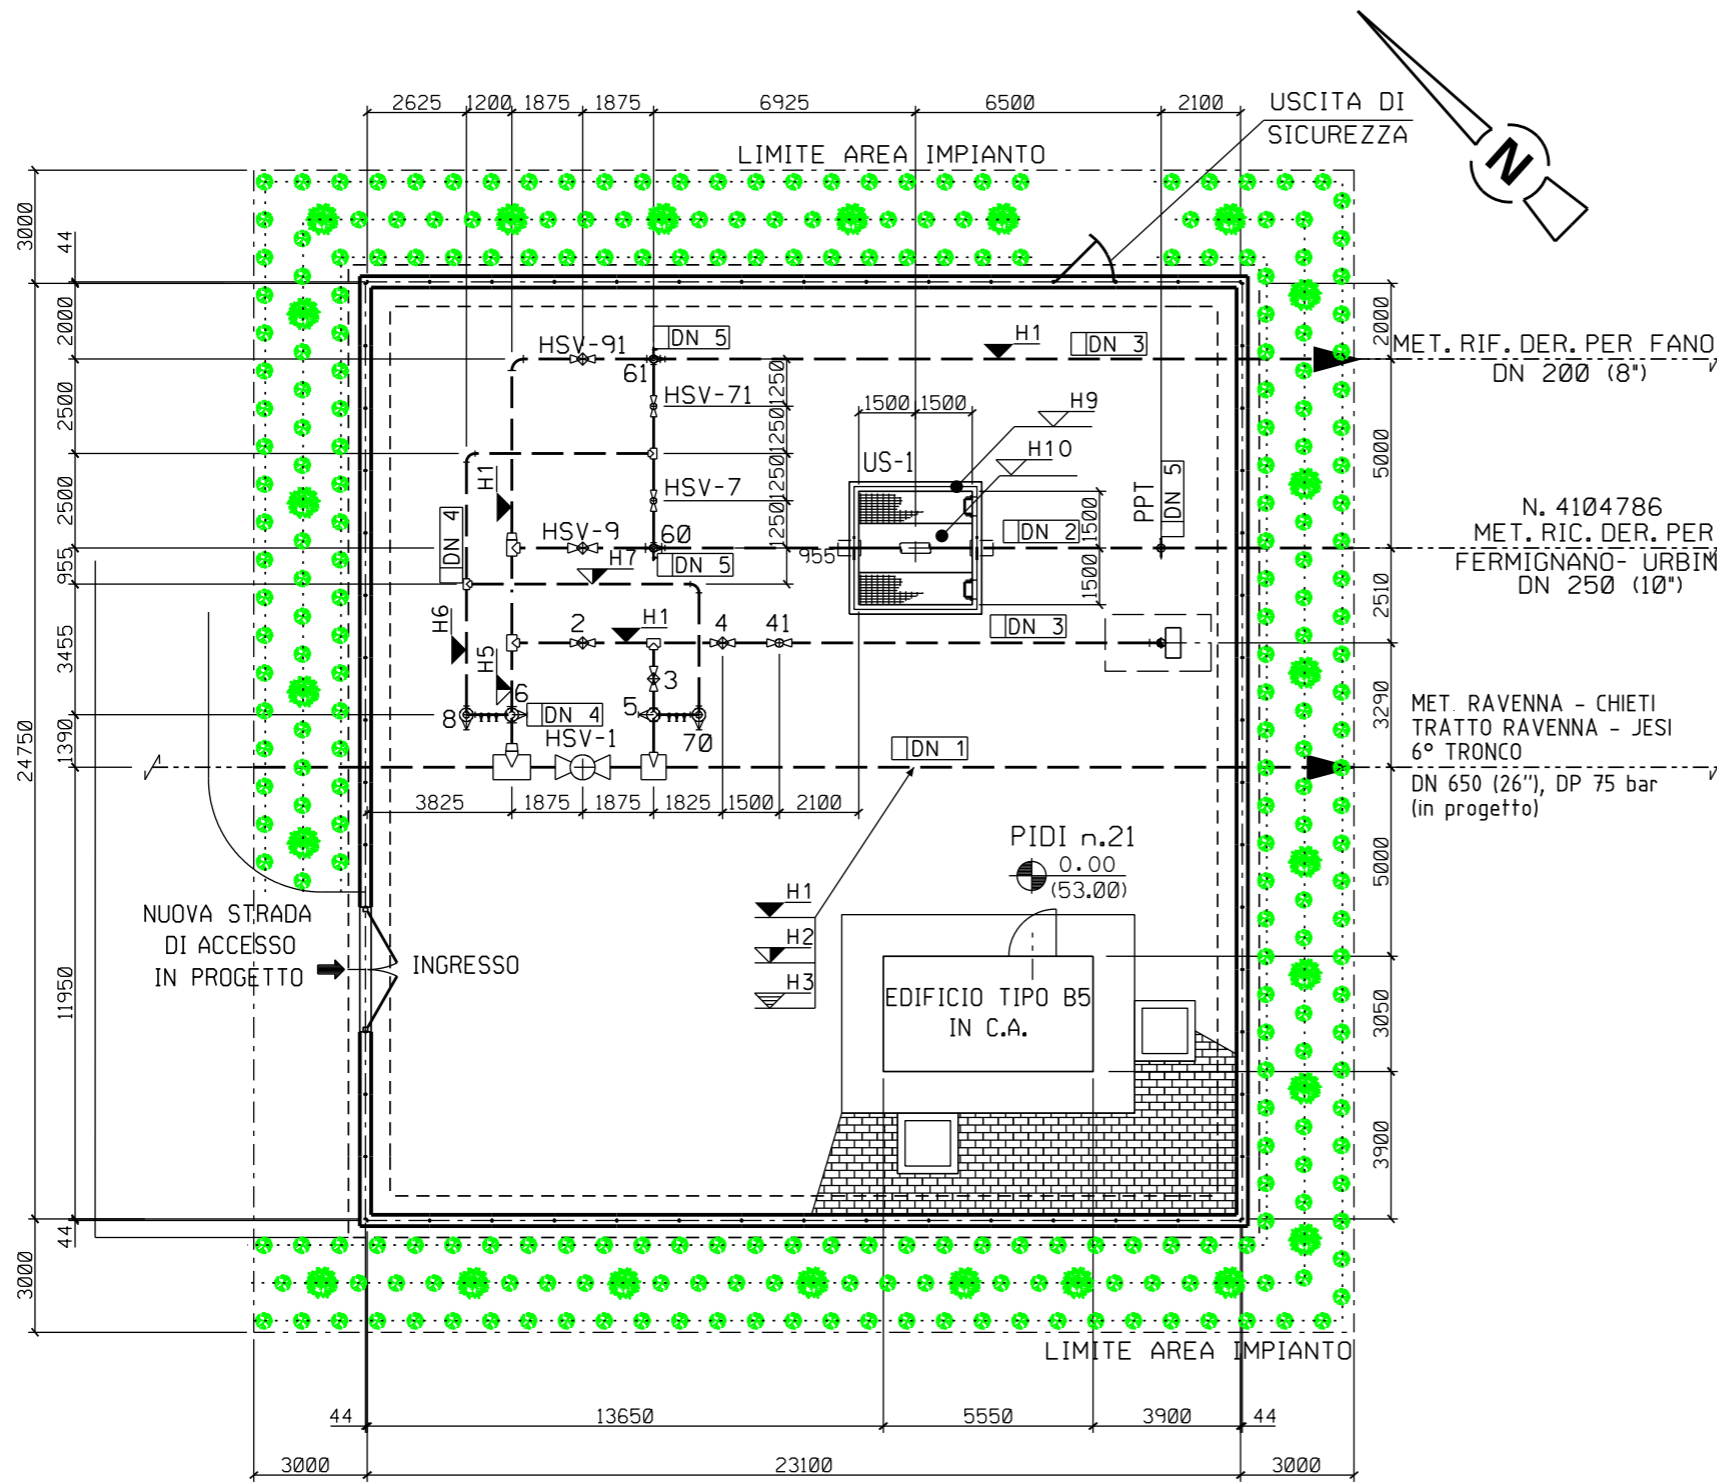 2625 1200 1875 1875 6925 6500 2100
USCITA DI
SICUREZZA
LIMITE AREA IMPIANTO
N
3000
44
2000
2500
2500
955
3455
1390
24750
11950
44
3000
HSV-91
DN 5
61
H1
DN 3
HSV-71
1250
1250
1250
1250
1500 1500
H9
H10
US-1
H1
HSV-7
DN 4
HSV-9
60
DN 5
H7
955
DN 2
1500
1500
PPT
DN 5
H6
H5
2
H1
4
41
DN 3
3
6
8
DN 4
5
70
HSV-1
DN 1
3825 1875 1875 1825 1500 2100
2000
5000
2510
3290
5000
3050
3900
MET. RIF. DER. PER FANO
DN 200 (8")
N. 4104786
MET. RIC. DER. PER
FERMIGNANO- URBIN
DN 250 (10")
MET. RAVENNA - CHIETI
TRATTO RAVENNA - JESI
6° TRONCO
DN 650 (26"), DP 75 bar
(in progetto)
PIDI n.21
0.00
(53.00)
H1
H2
H3
NUOVA STRADA
DI ACCESSO
IN PROGETTO
INGRESSO
EDIFICIO TIPO B5
IN C.A.
LIMITE AREA IMPIANTO
44 13650 5550 3900 44
3000 23100 3000